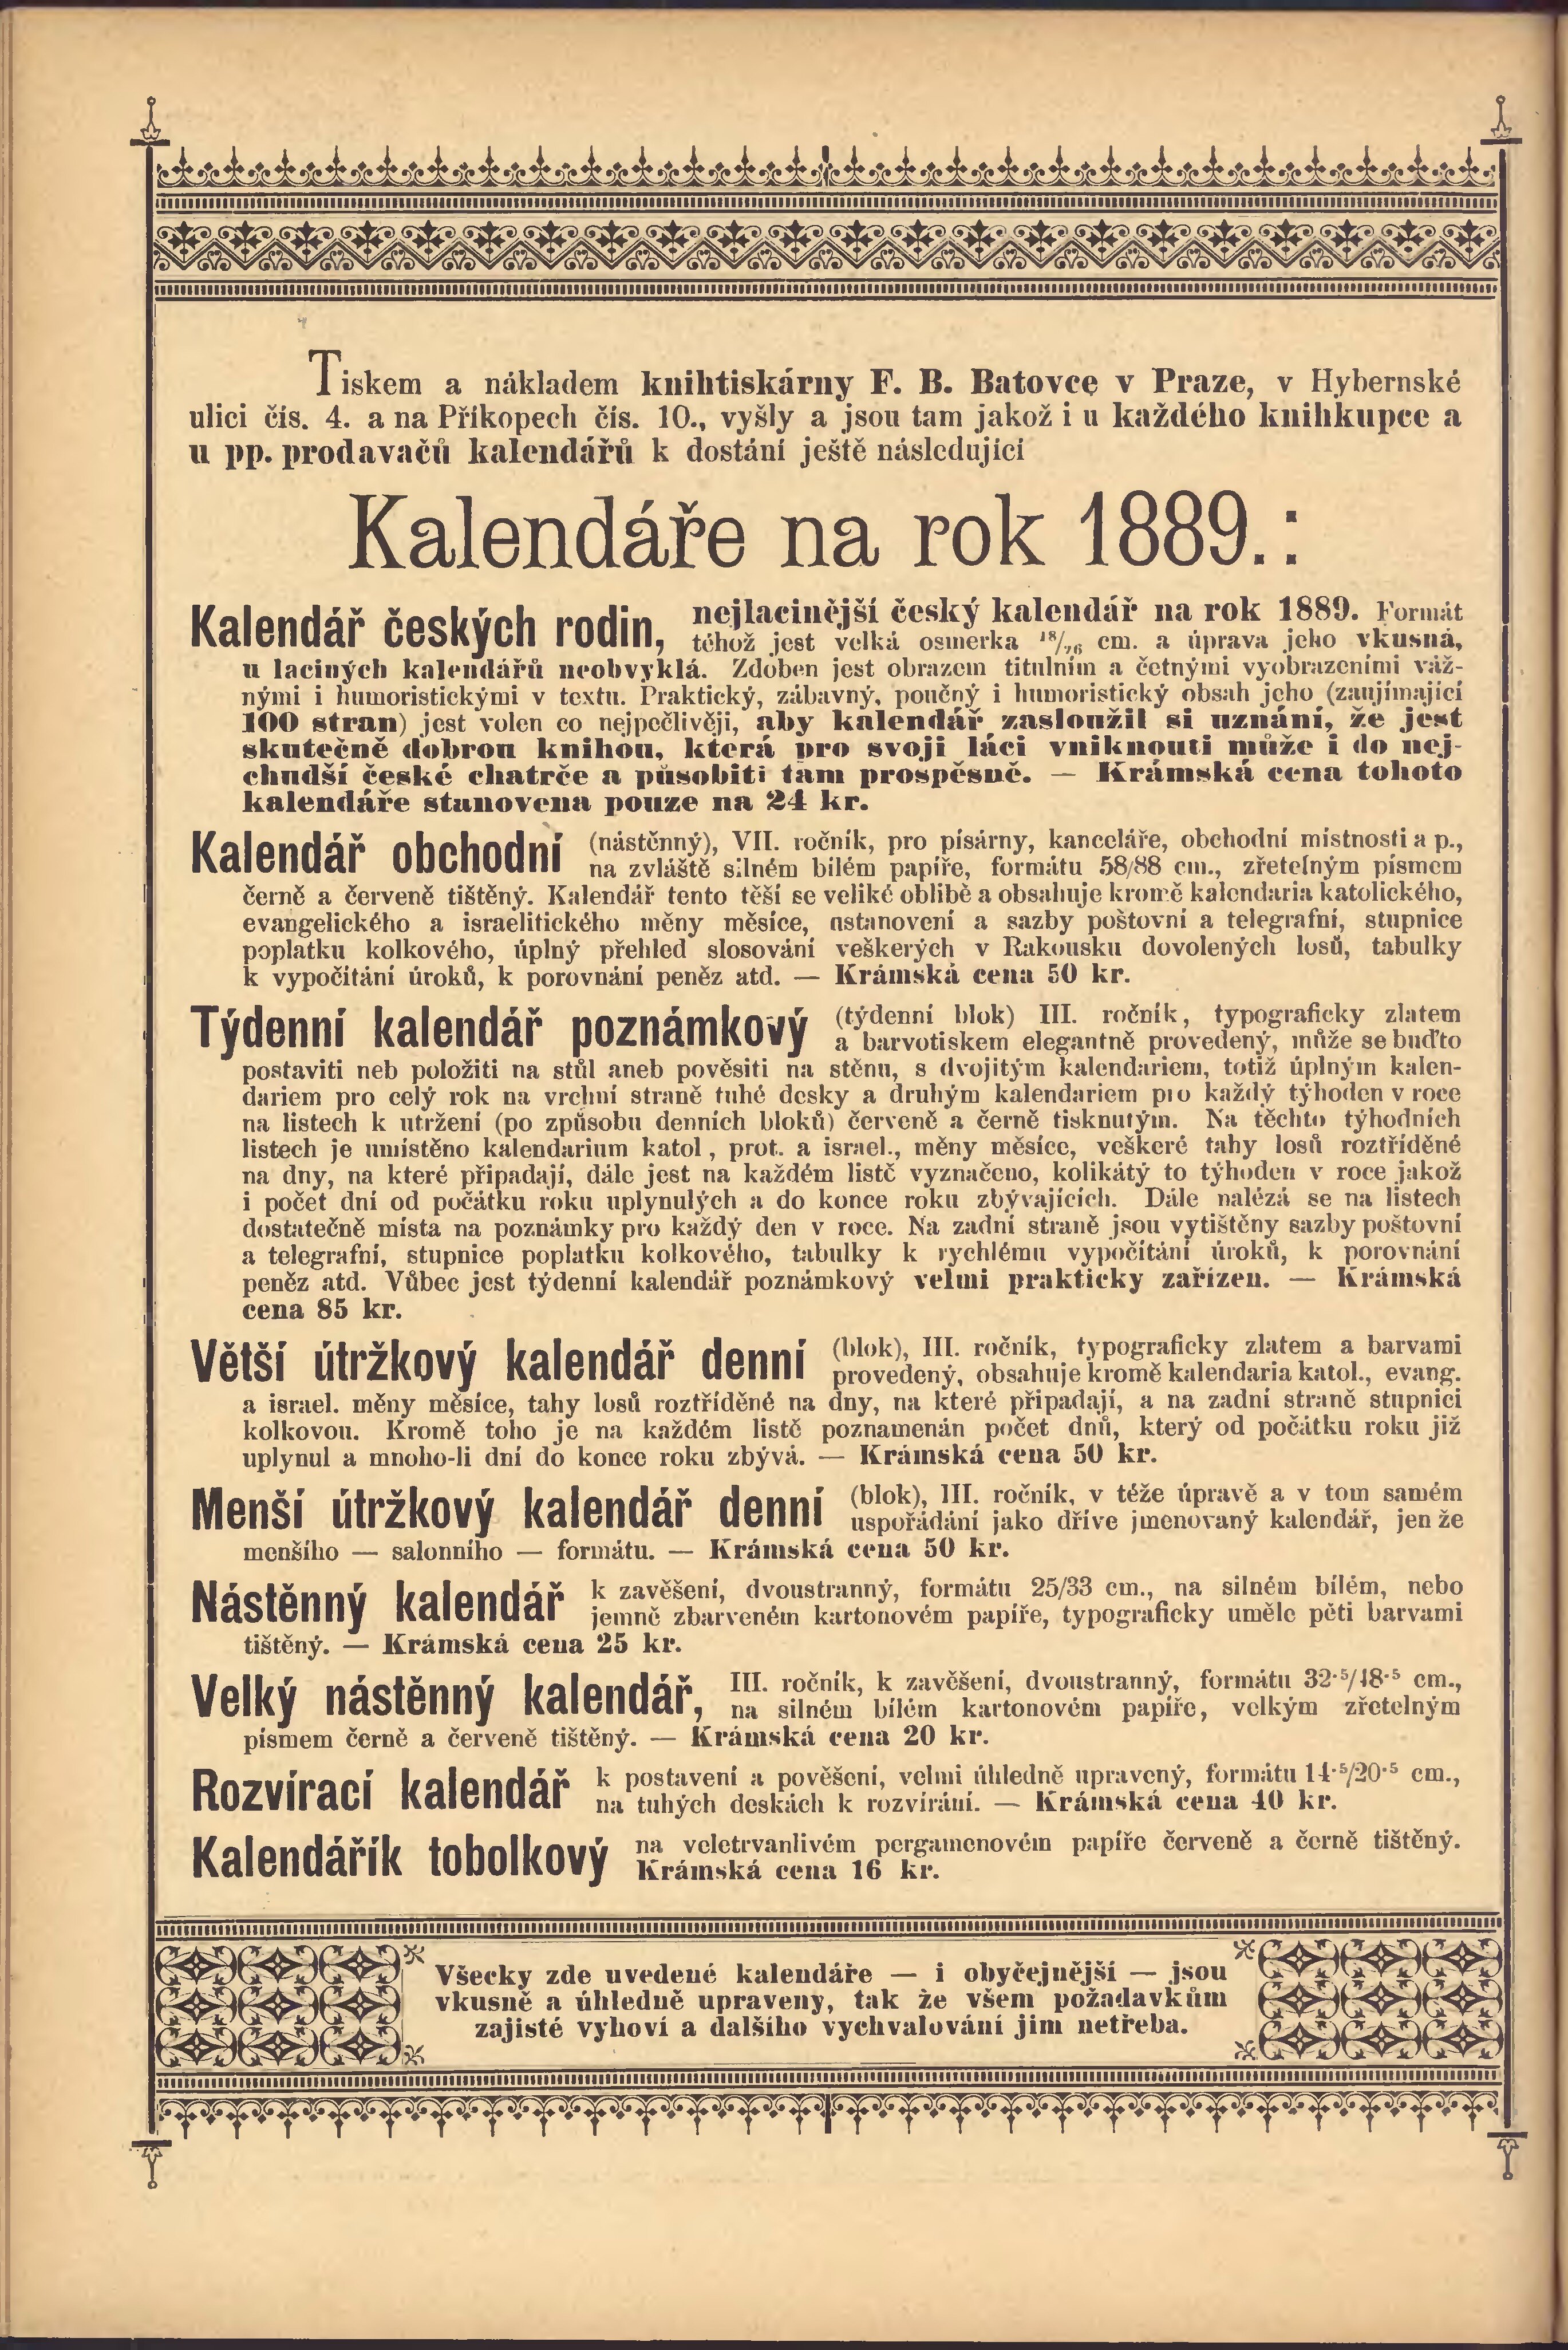 Tiskem a nákladem knihtiskárny F. B. Batovce v Praze, v Hybernské
ulici čís. 4. a na Příkopech čís. 10., vyšly a jsou tam jakož i u každého knihkupce a
u pp. prodavačů kalendářů k dostání ještě následující
Kalendáře na rok 1889.:
Kalendář českých rodin, nejlacinější český kalendář na rok 1889. Formát
téhož jest velká osmerka 18/26 cm. a úprava jeho vkusná,
u laciných kalendářů neobvyklá. Zdoben jest obrazem titulním a četnými vyobrazeními váž-
nými i humoristickými v textu. Praktický, zábavný, poučný i humoristický obsah jeho (zaujímající
100 stran) jest volen co nejpečlivěji, aby kalendář zasloužil si uznání, že jest
skutečně dobrou knihou, která pro svoji láci vniknouti může i do nej-
chudší české chatrče a působiti tam prospěsně. — Krámská cena tohoto
kalendáře stanovena pouze na 24 kr.
Kalendář obchodní (nástěnný), VII. ročník, pro písárny, kanceláře, obchodní místnosti a p.,
na zvláště silném bílém papíře, formátu 58/88 cm., zřetelným písmem
černě a červeně tištěný. Kalendář tento těší se veliké oblibě a obsahuje kromě kalendaria katolického,
evangelického a israelitického měny měsíce, ustanovení a sazby poštovní a telegrafní, stupnice
poplatku kolkového, úplný přehled slosování veškerých v Rakousku dovolených losů, tabulky
k vypočítání úroků, k porovnání peněz atd. — Krámská cena 50 kr.
Týdenní kalendář poznámkový (týdenní blok) III. ročník, typograficky zlatem
a barvotiskem elegantně provedený, může se buďto
postaviti neb položiti na stůl aneb pověsiti na stěnu, s dvojitým kalendariem, totiž úplným kalen-
dariem pro celý rok na vrchní straně tuhé desky a druhým kalendariem pro každý týhoden v roce
na listech k utržení (po způsobu denních bloků) červeně a černě tisknutým. Na těchto týhodních
listech je umístěno kalendarium katol, prot. a israel., měny měsíce, veškeré tahy losů roztříděné
na dny, na které připadají, dále jest na každém listě vyznačeno, kolikátý to týhoden v roce jakož
i počet dní od počátku roku uplynulých a do konce roku zbývajících. Dále nalézá se na listech
dostatečně místa na poznámky pro každý den v roce. Na zadní straně jsou vytištěny sazby poštovní
a telegrafní, stupnice poplatku kolkového, tabulky k rychlému vypočítání úroků, k porovnání
peněz atd. Vůbec jest týdenní kalendář poznámkový velmi prakticky zařízen. — Krámská
cena 85 kr.
Větší útržkový kalendář denní (blok), III. ročník, typograficky zlatem a barvami
provedený, obsahuje kromě kalendaria katol., evang.
a israel. měny měsíce, tahy losů roztříděné na dny, na které připadají, a na zadní straně stupnici
kolkovou. Kromě toho je na každém listě poznamenán počet dnů, který od počátku roku již
uplynul a mnoho-li dní do konce roku zbývá. — Krámská cena 50 kr.
Menší útržkový kalendář denní (blok), III. ročník, v téže úpravě a v tom samém
uspořádání jako dříve jmenovaný kalendář, jen že
menšího — salonního — formátu. — Krámská cena 50 kr.
Nástěnný kalendář k zavěšení, dvoustranný, formátu 25/33 cm., na silném bílém, nebo
jemně zbarveném kartonovém papíře, typograficky uměle pěti barvami
tištěný. — Krámská cena 25 kr.
Velký nástěnný kalendář, III. ročník, k zavěšení, dvoustranný, formátu 32·5/48·5 cm.,
na silném bílém kartonovém papíře, velkým zřetelným
písmem černě a červeně tištěný. — Krámská cena 20 kr.
Rozvírací kalendář k postavení a pověšení, velmi úhledně upravený, formátu 14·5/20·5 cm.,
na tuhých deskách k rozvírání. — Krámská cena 40 kr.
Kalendářík tobolkový na veletrvanlivém pergamenovém papíře červeně a černě tištěný.
Krámská cena 16 kr.
Všecky zde uvedené kalendáře — i obyčejnější — jsou
vkusně a úhledně upraveny, tak že všem požadavkům
zajisté vyhoví a dalšího vychvalování jim netřeba.